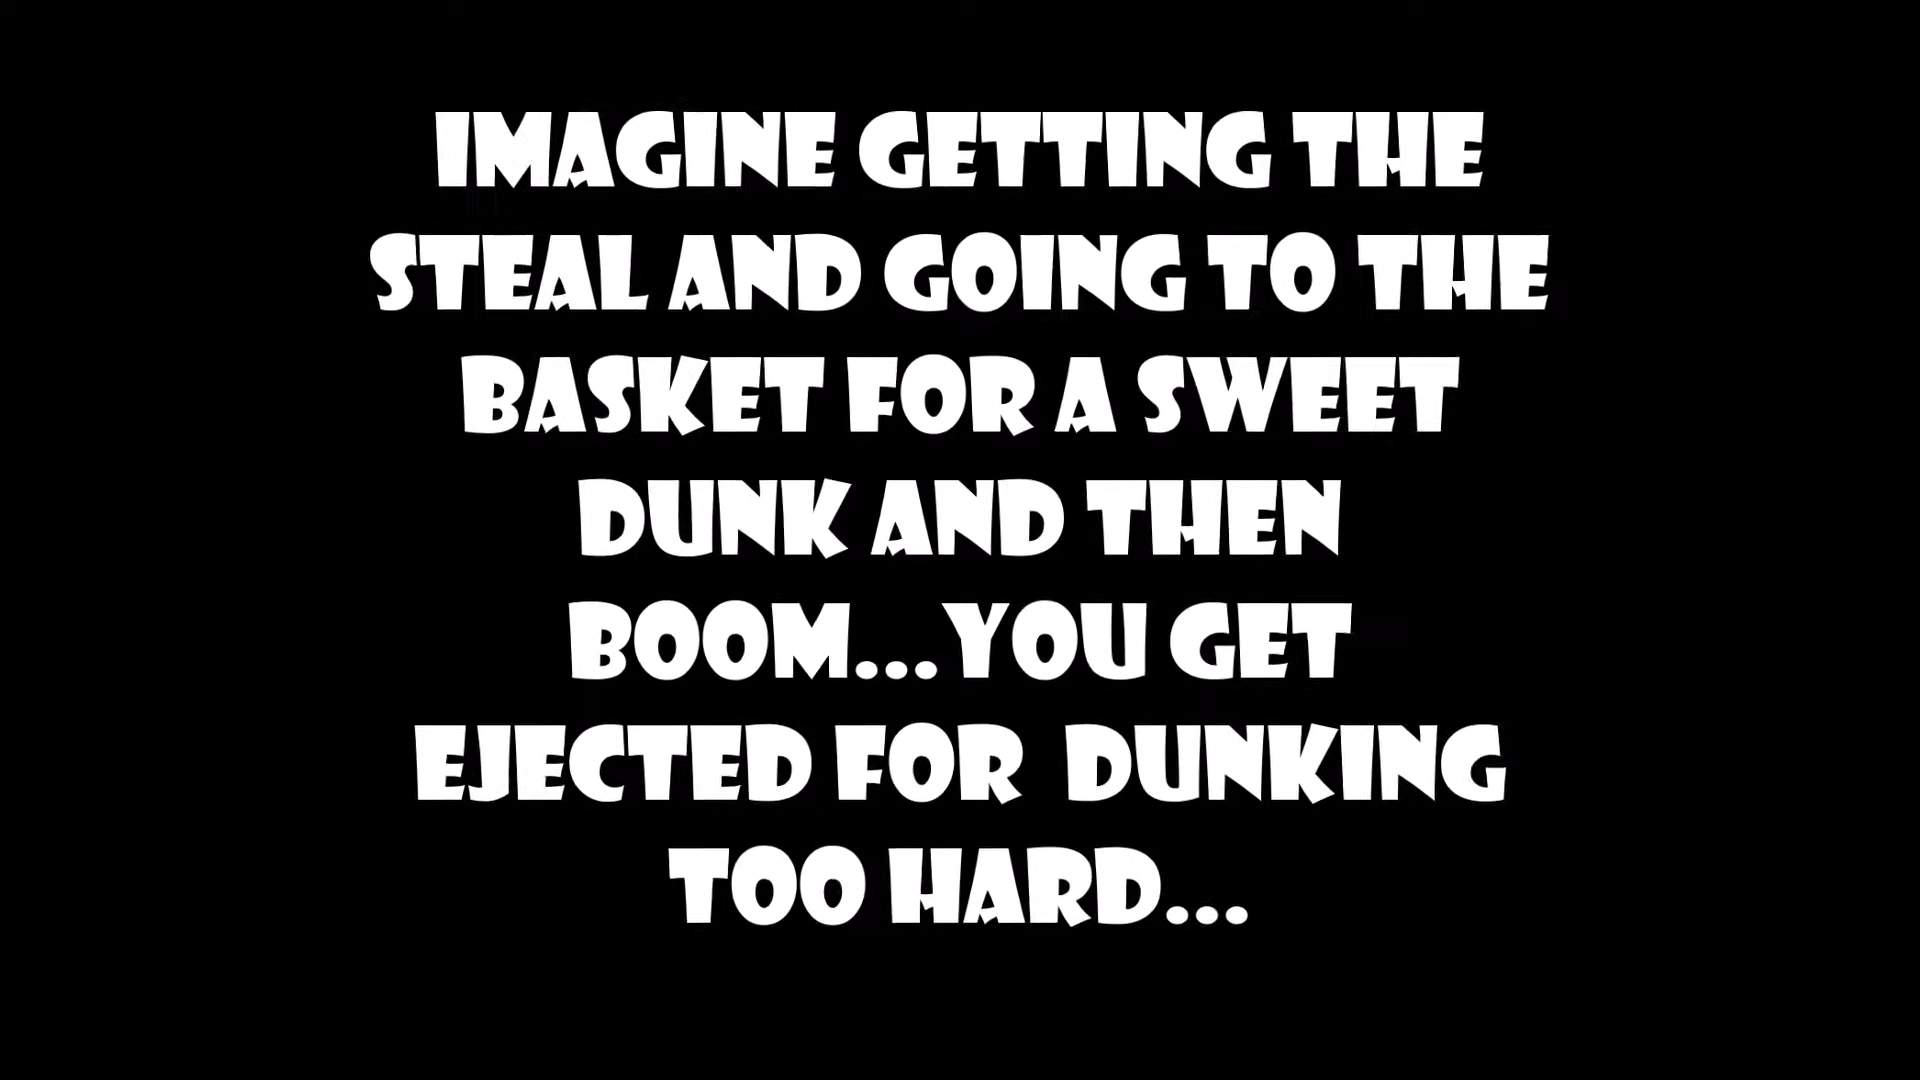 IMAGINE GETTING THE
STEAL AND GOING TO THE
BASKET FOR A SWEET
DUNK AND THEN
BOOM...YOU GET
EJECTED FOR  DUNKING
TOO HARD...